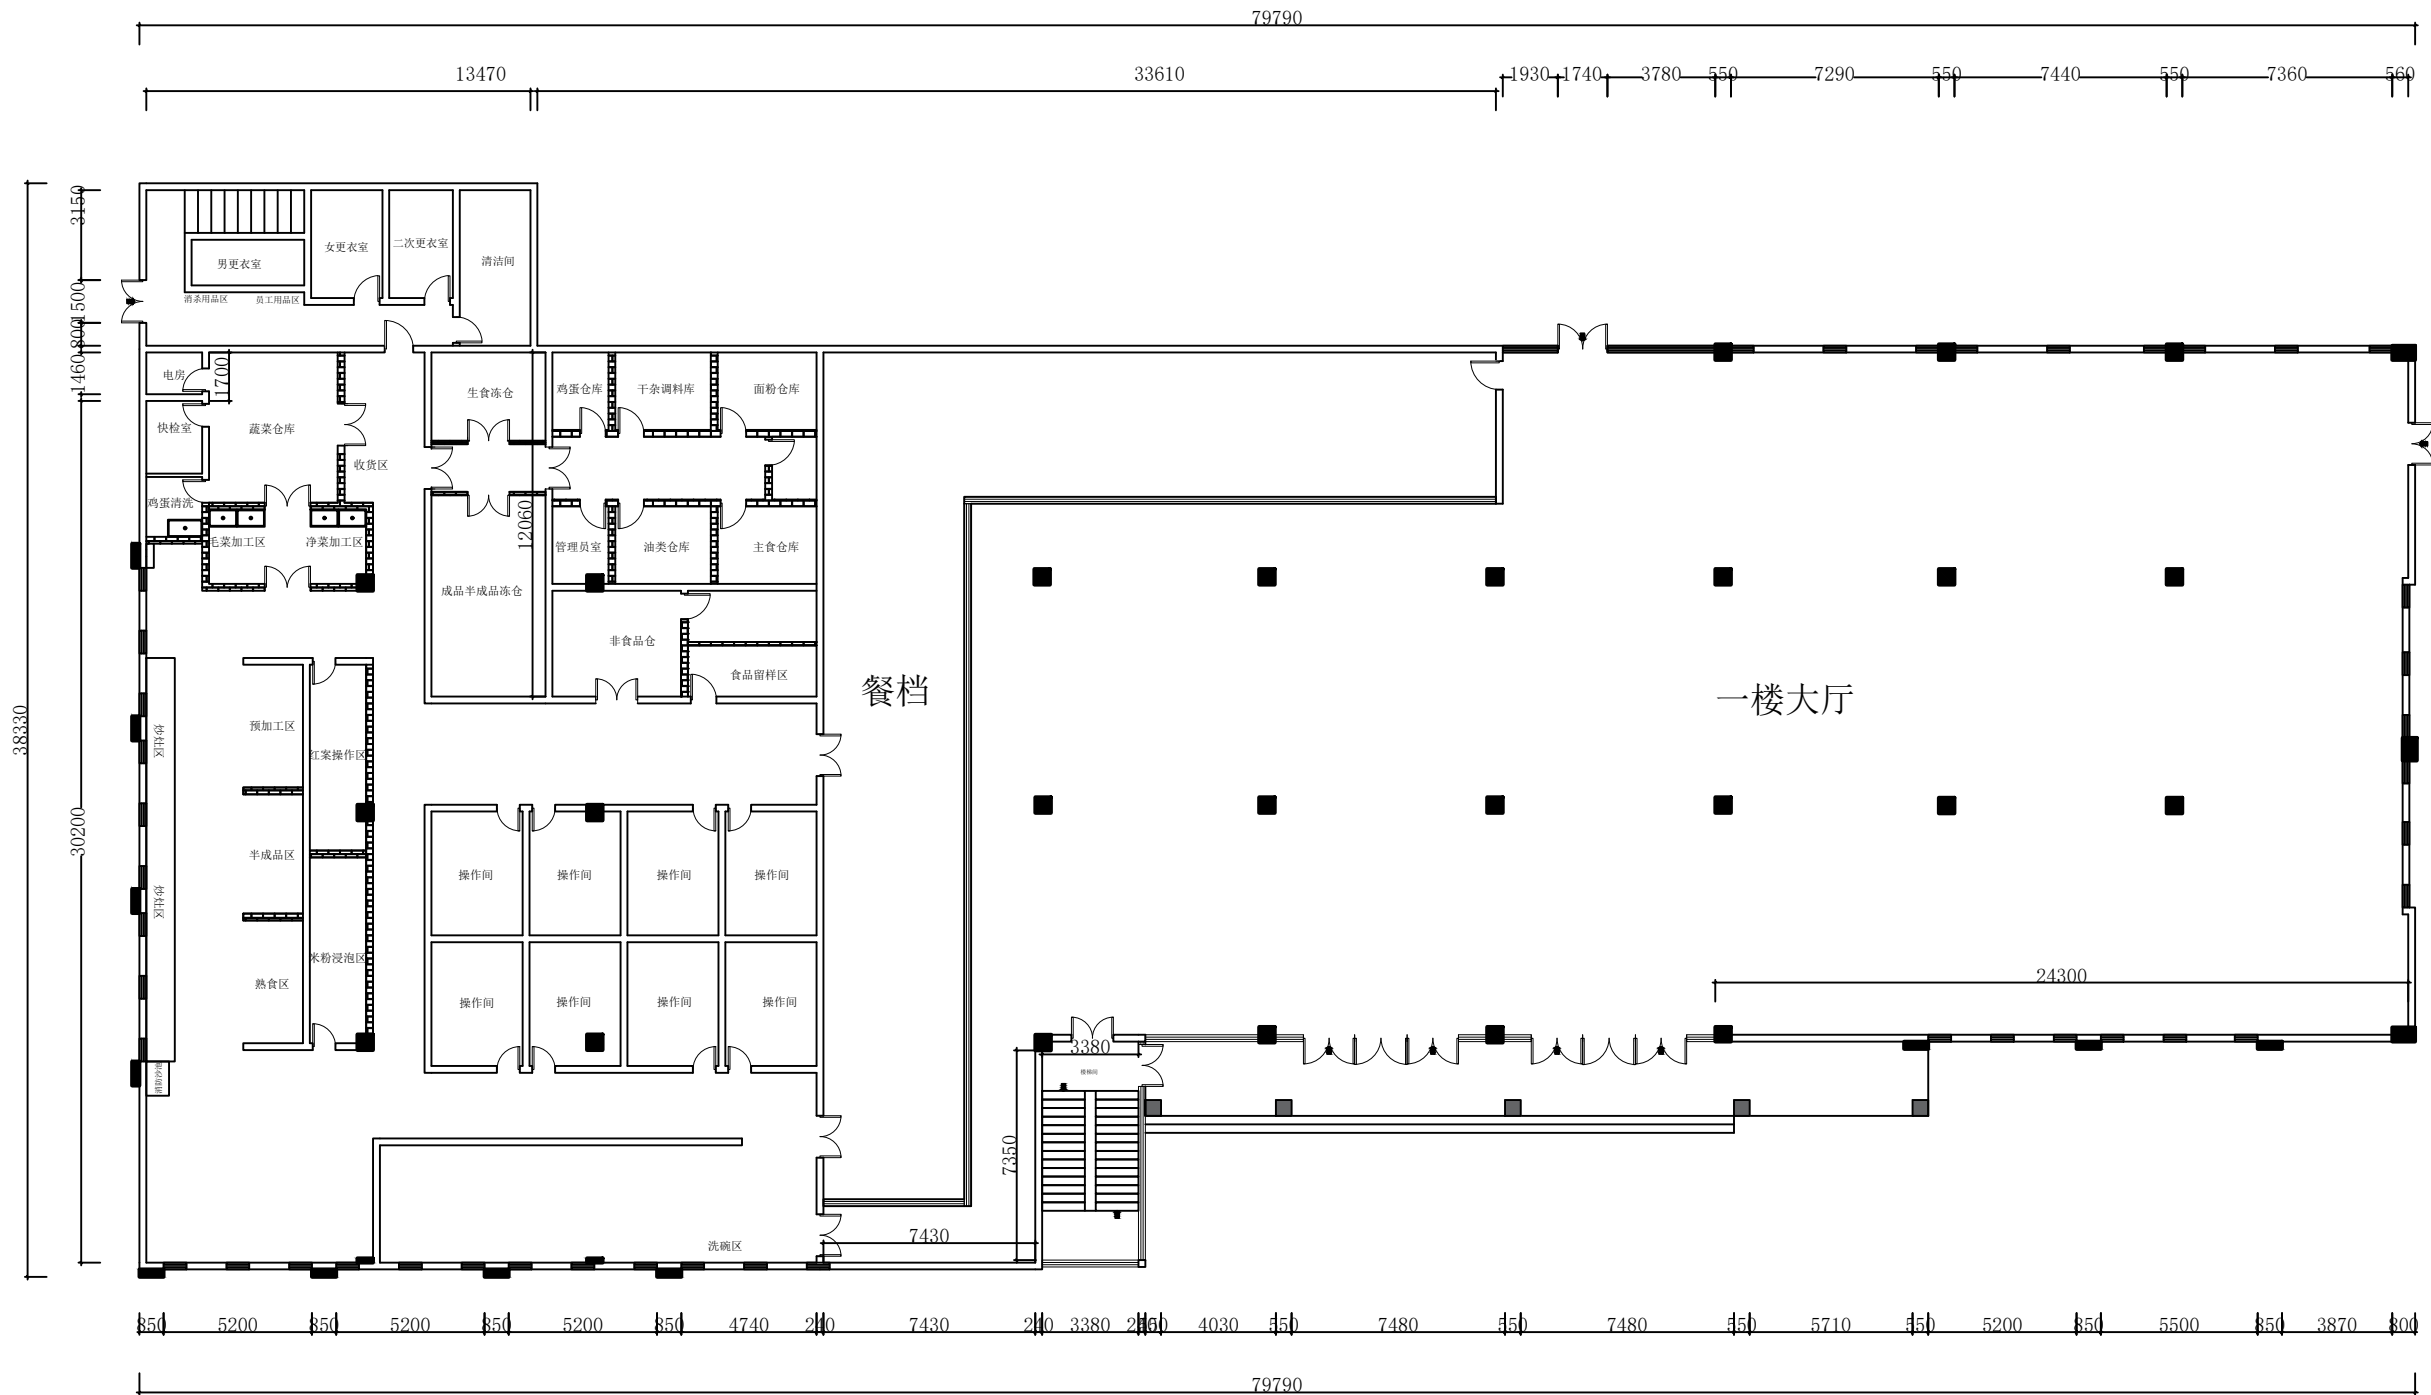 79790
13470
33610
1930
1740
3780
550
7290
550
7440
550
7360
560
3150
1500
800
1460
30200
38330
女更衣室
二次更衣室
清洁间
男更衣室
消杀用品区
员工用品区
电房
1700
生食冻仓
鸡蛋仓库
干杂调料库
面粉仓库
快检室
蔬菜仓库
收货区
鸡蛋清洗
12060
毛菜加工区
净菜加工区
管理员室
油类仓库
主食仓库
成品半成品冻仓
非食品仓
食品留样区
餐档
一楼大厅
炒灶区
预加工区
红案操作区
半成品区
炒灶区
操作间
操作间
操作间
操作间
米粉浸泡区
熟食区
操作间
操作间
操作间
操作间
24300
3380
楼梯间
消防沙池
7350
7430
洗碗区
850
5200
850
5200
850
5200
850
4740
240
7430
240
3380
550
4030
550
7480
550
7480
550
5710
550
5200
850
5500
850
3870
800
79790